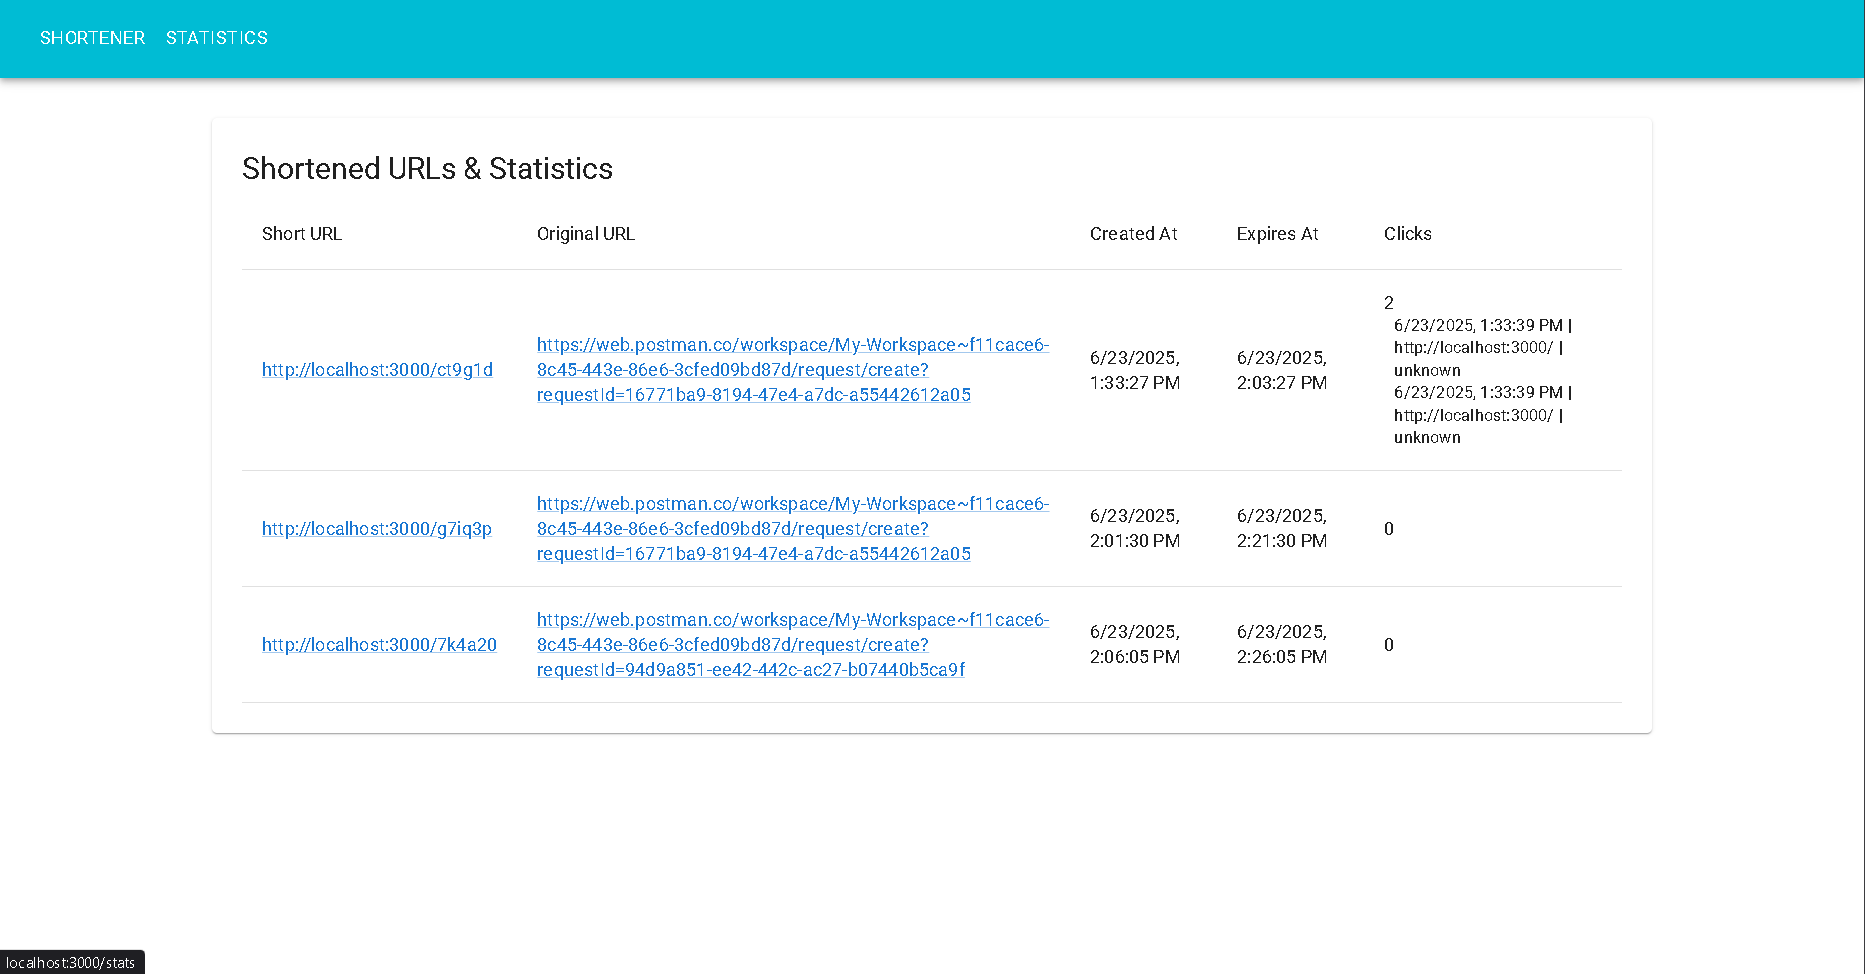 SHORTENER STATISTICS
Shortened URLs & Statistics
Short URL Original URL Created At Expires At Clicks
http://localhost:3000/ct9g1d
https://web.postman.co/workspace/My-Workspace~f11cace6-
8c45-443e-86e6-3cfed09bd87d/request/create?
requestId=16771ba9-8194-47e4-a7dc-a55442612a05
6/23/2025,
1:33:27 PM
6/23/2025,
2:03:27 PM
2
6/23/2025, 1:33:39 PM |
http://localhost:3000/ |
unknown
6/23/2025, 1:33:39 PM |
http://localhost:3000/ |
unknown
http://localhost:3000/g7iq3p
https://web.postman.co/workspace/My-Workspace~f11cace6-
8c45-443e-86e6-3cfed09bd87d/request/create?
requestId=16771ba9-8194-47e4-a7dc-a55442612a05
6/23/2025,
2:01:30 PM
6/23/2025,
2:21:30 PM
0
http://localhost:3000/7k4a20
https://web.postman.co/workspace/My-Workspace~f11cace6-
8c45-443e-86e6-3cfed09bd87d/request/create?
requestId=94d9a851-ee42-442c-ac27-b07440b5ca9f
6/23/2025,
2:06:05 PM
6/23/2025,
2:26:05 PM
0
localhost:3000/stats